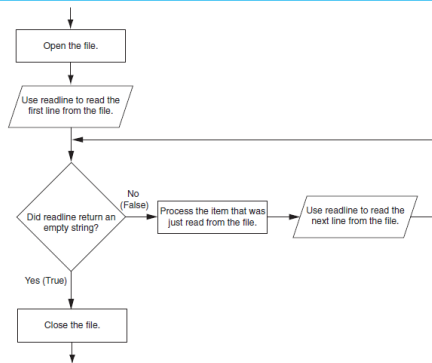 Open the file.
Use readline to read the
first line from the file.
Did readline return an
empty string?
No
(False)
Process the item that was
just read from the file.
Use readline to read the
next line from the file.
Yes (True)
Close the file.